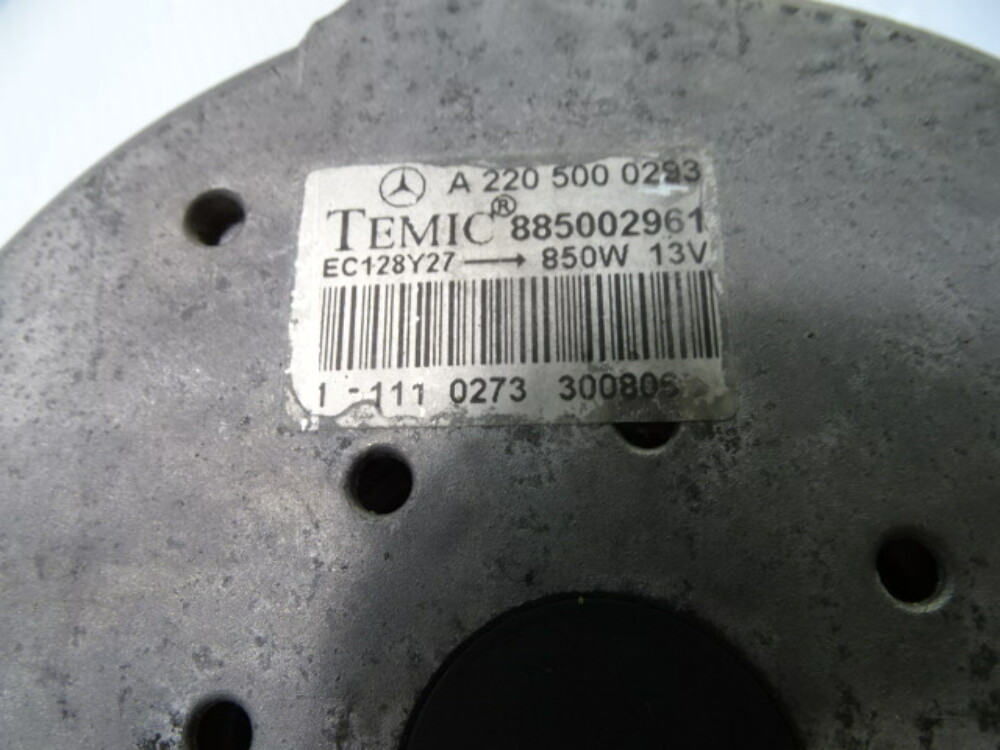 A 220 500 0293
TEMIC® 885002961
EC128Y27 → 850W 13V
1 - 111 0273 300806